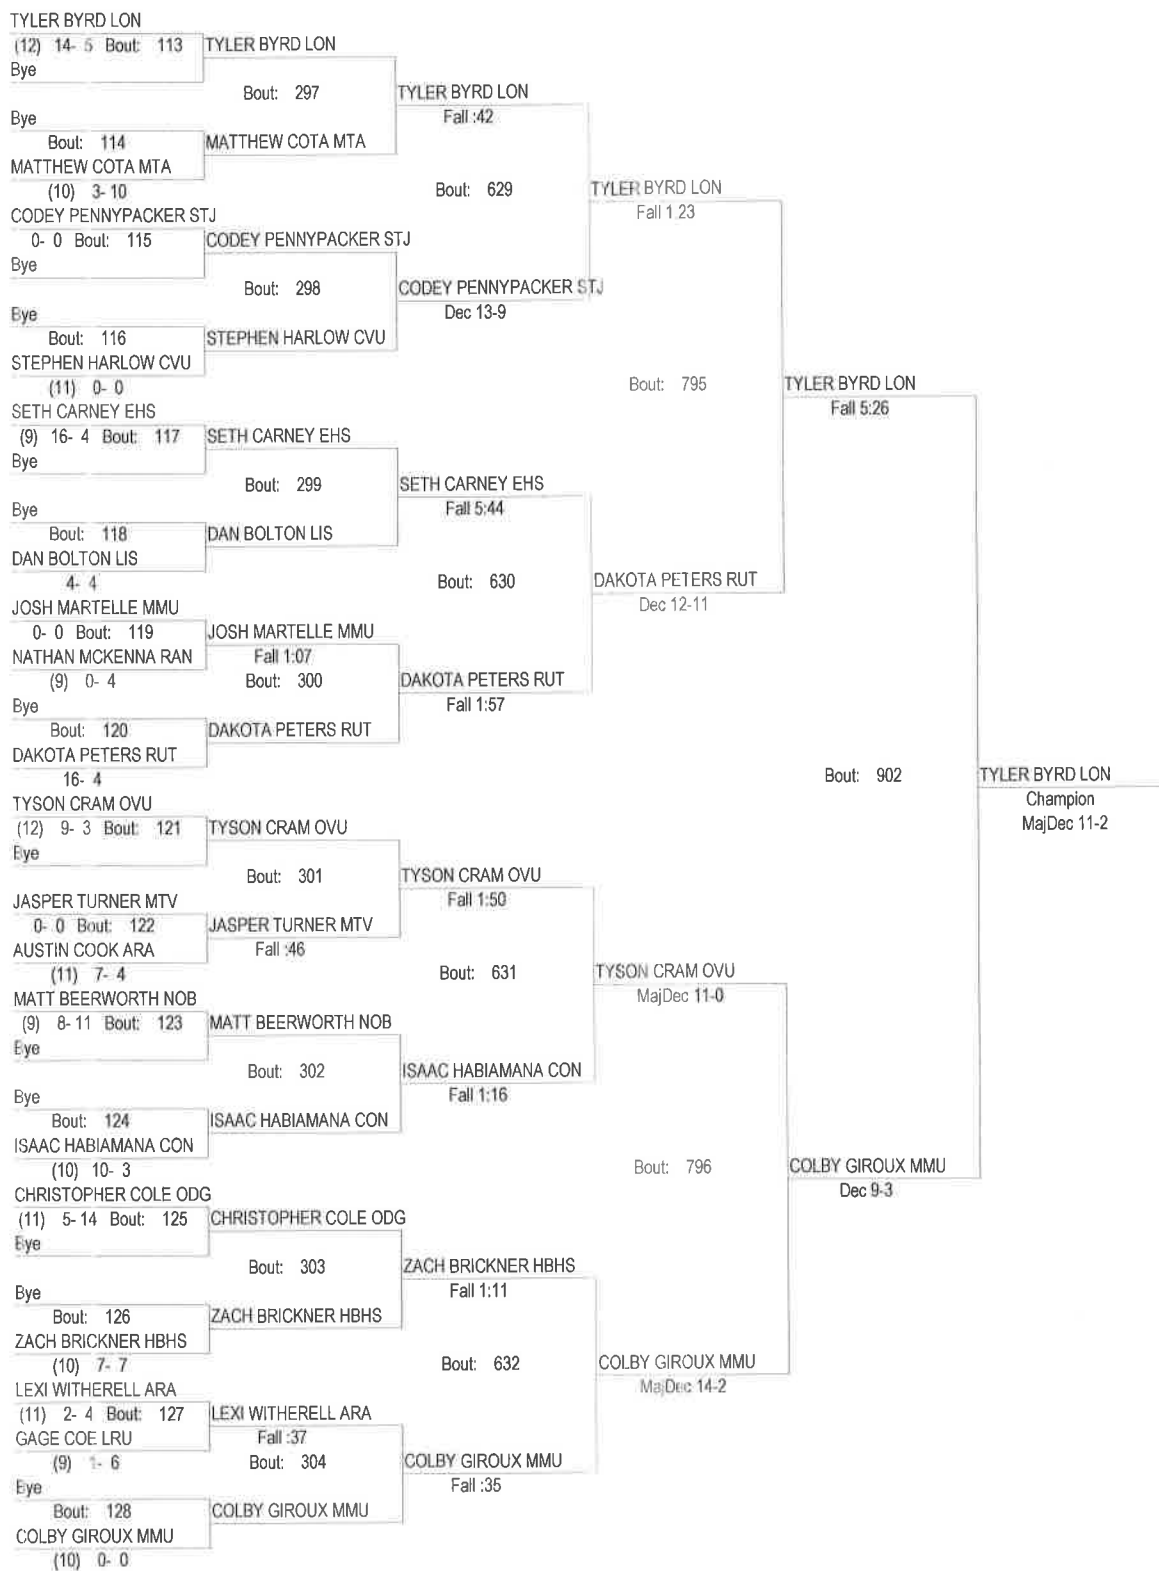 TYLER BYRD LON
(12) 14- 5 Bout: 113 TYLER BYRD LON
Bye
Bout: 297 TYLER BYRD LON
Bye Fall :42
Bout: 114 MATTHEW COTA MTA
MATTHEW COTA MTA
(10) 3- 10 Bout: 629 TYLER BYRD LON
CODEY PENNYPACKER STJ Fall 1:23
0- 0 Bout: 115 CODEY PENNYPACKER STJ
Bye
Bout: 298 CODEY PENNYPACKER STJ
Bye Dec 13-9
Bout: 116 STEPHEN HARLOW CVU
STEPHEN HARLOW CVU
(11) 0- 0 Bout: 795 TYLER BYRD LON
SETH CARNEY EHS Fall 5:26
(9) 16- 4 Bout: 117 SETH CARNEY EHS
Bye
Bout: 299 SETH CARNEY EHS
Bye Fall 5:44
Bout: 118 DAN BOLTON LIS
DAN BOLTON LIS
4- 4 Bout: 630 DAKOTA PETERS RUT
JOSH MARTELLE MMU Dec 12-11
0- 0 Bout: 119 JOSH MARTELLE MMU
NATHAN MCKENNA RAN Fall 1:07
(9) 0- 4 Bout: 300 DAKOTA PETERS RUT
Bye Fall 1:57
Bout: 120 DAKOTA PETERS RUT
DAKOTA PETERS RUT
16- 4 Bout: 902 TYLER BYRD LON
TYSON CRAM OVU Champion
(12) 9- 3 Bout: 121 TYSON CRAM OVU MajDec 11-2
Bye
Bout: 301 TYSON CRAM OVU
JASPER TURNER MTV Fall 1:50
0- 0 Bout: 122 JASPER TURNER MTV
AUSTIN COOK ARA Fall :46
(11) 7- 4 Bout: 631 TYSON CRAM OVU
MATT BEERWORTH NOB MajDec 11-0
(9) 8- 11 Bout: 123 MATT BEERWORTH NOB
Bye
Bout: 302 ISAAC HABIAMANA CON
Bye Fall 1:16
Bout: 124 ISAAC HABIAMANA CON
ISAAC HABIAMANA CON
(10) 10- 3 Bout: 796 COLBY GIROUX MMU
CHRISTOPHER COLE ODG Dec 9-3
(11) 5- 14 Bout: 125 CHRISTOPHER COLE ODG
Bye
Bout: 303 ZACH BRICKNER HBHS
Bye Fall 1:11
Bout: 126 ZACH BRICKNER HBHS
ZACH BRICKNER HBHS
(10) 7- 7 Bout: 632 COLBY GIROUX MMU
LEXI WITHERELL ARA MajDec 14-2
(11) 2- 4 Bout: 127 LEXI WITHERELL ARA
GAGE COE LRU Fall :37
(9) 1- 6 Bout: 304 COLBY GIROUX MMU
Bye Fall :35
Bout: 128 COLBY GIROUX MMU
COLBY GIROUX MMU
(10) 0- 0